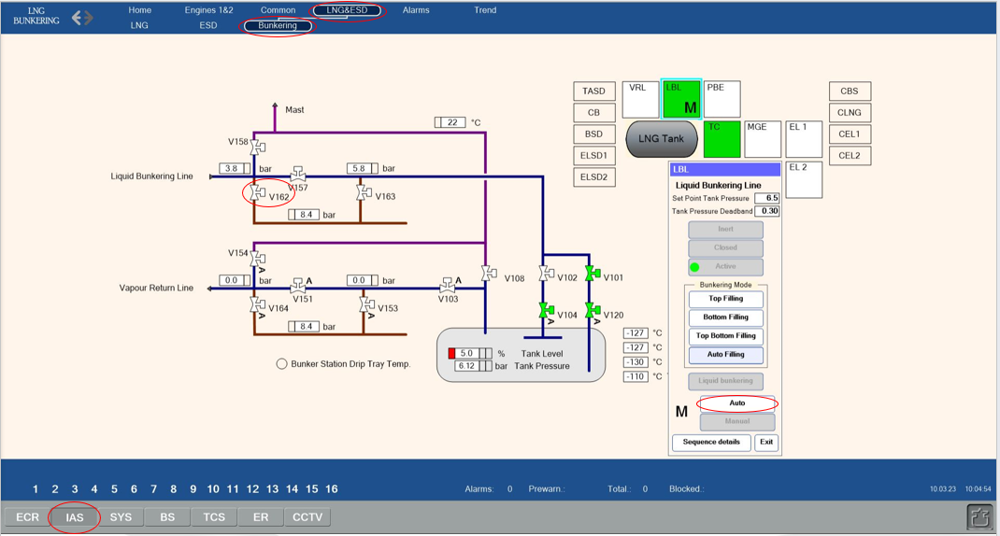 LNG BUNKERING
Home Engines 1&2 Common LNG&ESD Alarms Trend
LNG ESD Bunkering
Mast
22 °C
V158
3.8 bar
5.8 bar
Liquid Bunkering Line
V157
V162
V163
8.4 bar
V154
A
0.0 bar
A
0.0 bar
A
Vapour Return Line
V151
V103
V164
A
V153
A
8.4 bar
V108
V102
V101
V104
A
V120
A
Bunker Station Drip Tray Temp.
5.0 % Tank Level
6.12 bar Tank Pressure
-127 °C
-127 °C
-130 °C
-110 °C
TASD
CB
BSD
ELSD1
ELSD2
VRL LBL M PBE
LNG Tank TC MGE EL 1
EL 2
CBS
CLNG
CEL1
CEL2
LBL
Liquid Bunkering Line
Set Point Tank Pressure 6.5
Tank Pressure Deadband 0.30
Inert
Closed
Active
Bunkering Mode
Top Filling
Bottom Filling
Top Bottom Filling
Auto Filling
Liquid bunkering
M Auto
Manual
Sequence details Exit
1 2 3 4 5 6 7 8 9 10 11 12 13 14 15 16 Alarms: 0 Prewarn.: Total.: 0 Blocked.: 10.03.23 10:04:54
ECR IAS SYS BS TCS ER CCTV